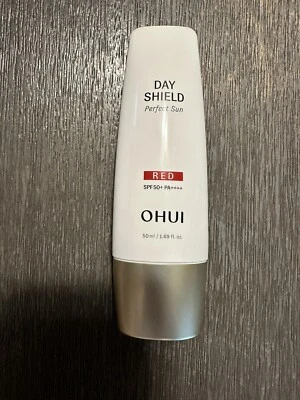 DAY
SHIELD
Perfect Sun
RED
SPF50+ PA++++
OHUI
50ml / 1.69 fl. oz.